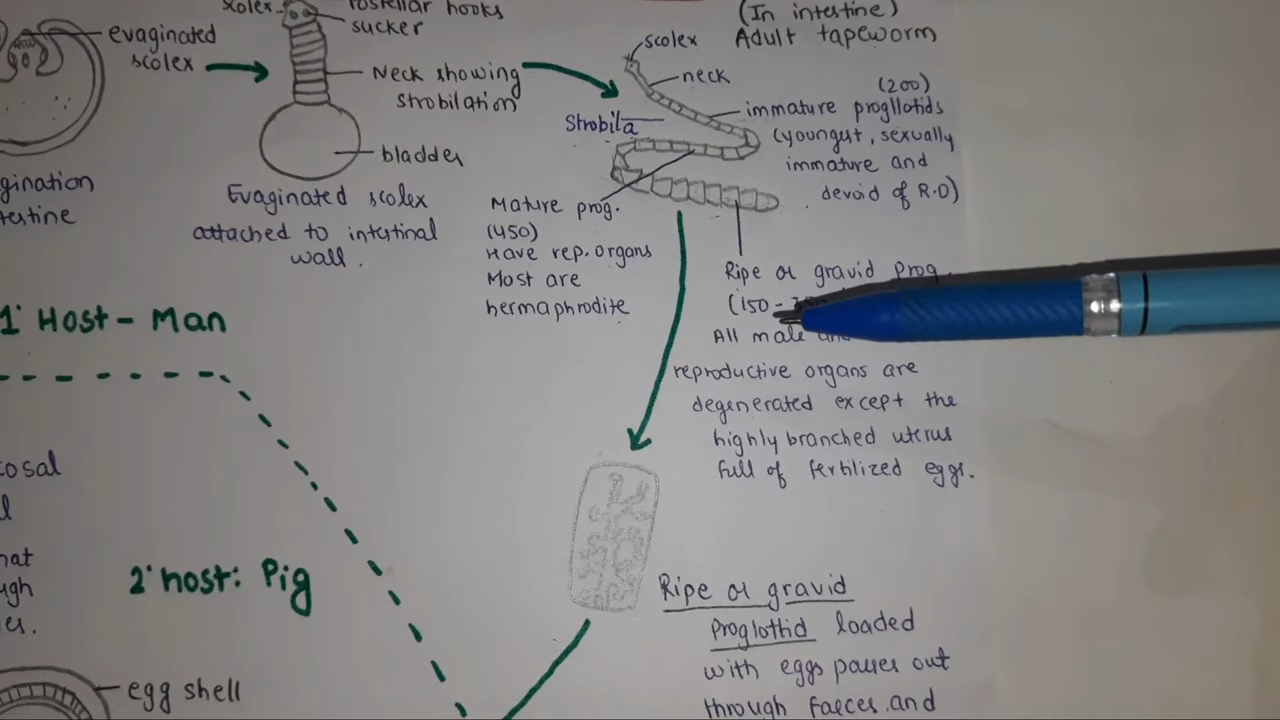 scolex
rostellar hooks
sucker
evaginated
scolex
Neck showing
strobilation
bladder
Evaginated scolex
attached to intestinal
wall.
gination
testine
(In intestine)
Adult tapeworm
scolex
neck
(200)
immature proglotids
(youngest, sexually
immature and
devoid of R.O)
Strobila
Mature prog.
(450)
Have rep. organs
Most are
hermaphrodite
Ripe or gravid prog.
(150-
All male
reproductive organs are
degenerated except the
highly branched uterus
full of fertilized eggs.
1° Host - Man
2° host: Pig
Ripe or gravid
Proglottid loaded
with eggs passes out
through faeces and
egg shell